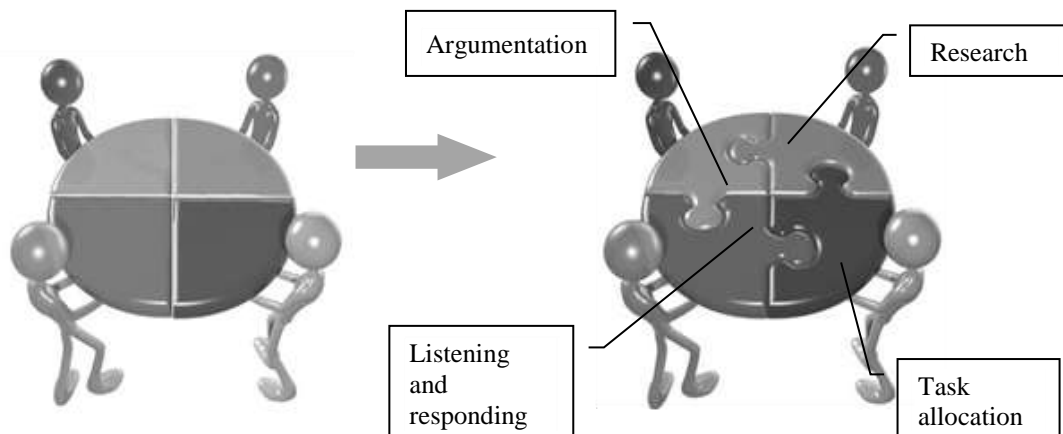 Argumentation
Research
Listening
and
responding
Task
allocation